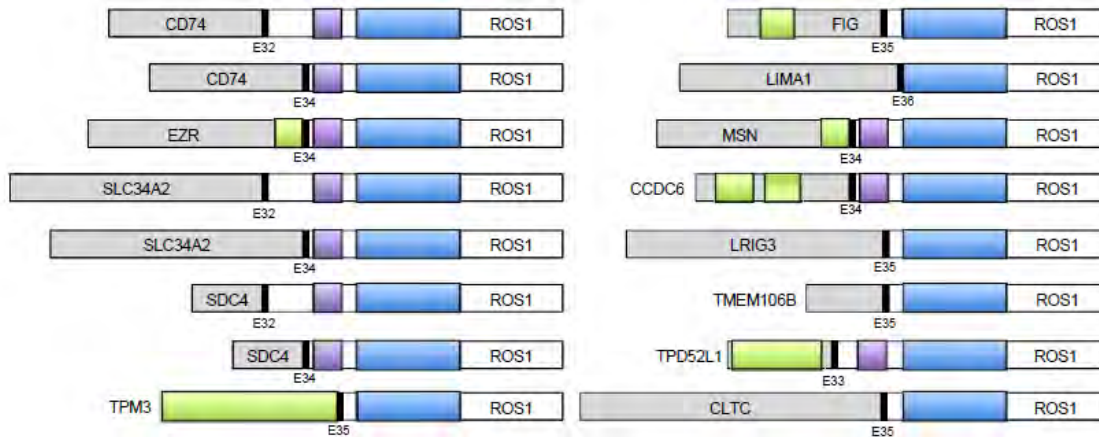 CD74 ROS1
E32
CD74 ROS1
E34
EZR ROS1
E34
SLC34A2 ROS1
E32
SLC34A2 ROS1
E34
SDC4 ROS1
E32
SDC4 ROS1
E34
TPM3 ROS1
E35
FIG ROS1
E35
LIMA1 ROS1
E36
MSN ROS1
E34
CCDC6 ROS1
E34
LRIG3 ROS1
E35
TMEM106B ROS1
E35
TPD52L1 ROS1
E33
CLTC ROS1
E35